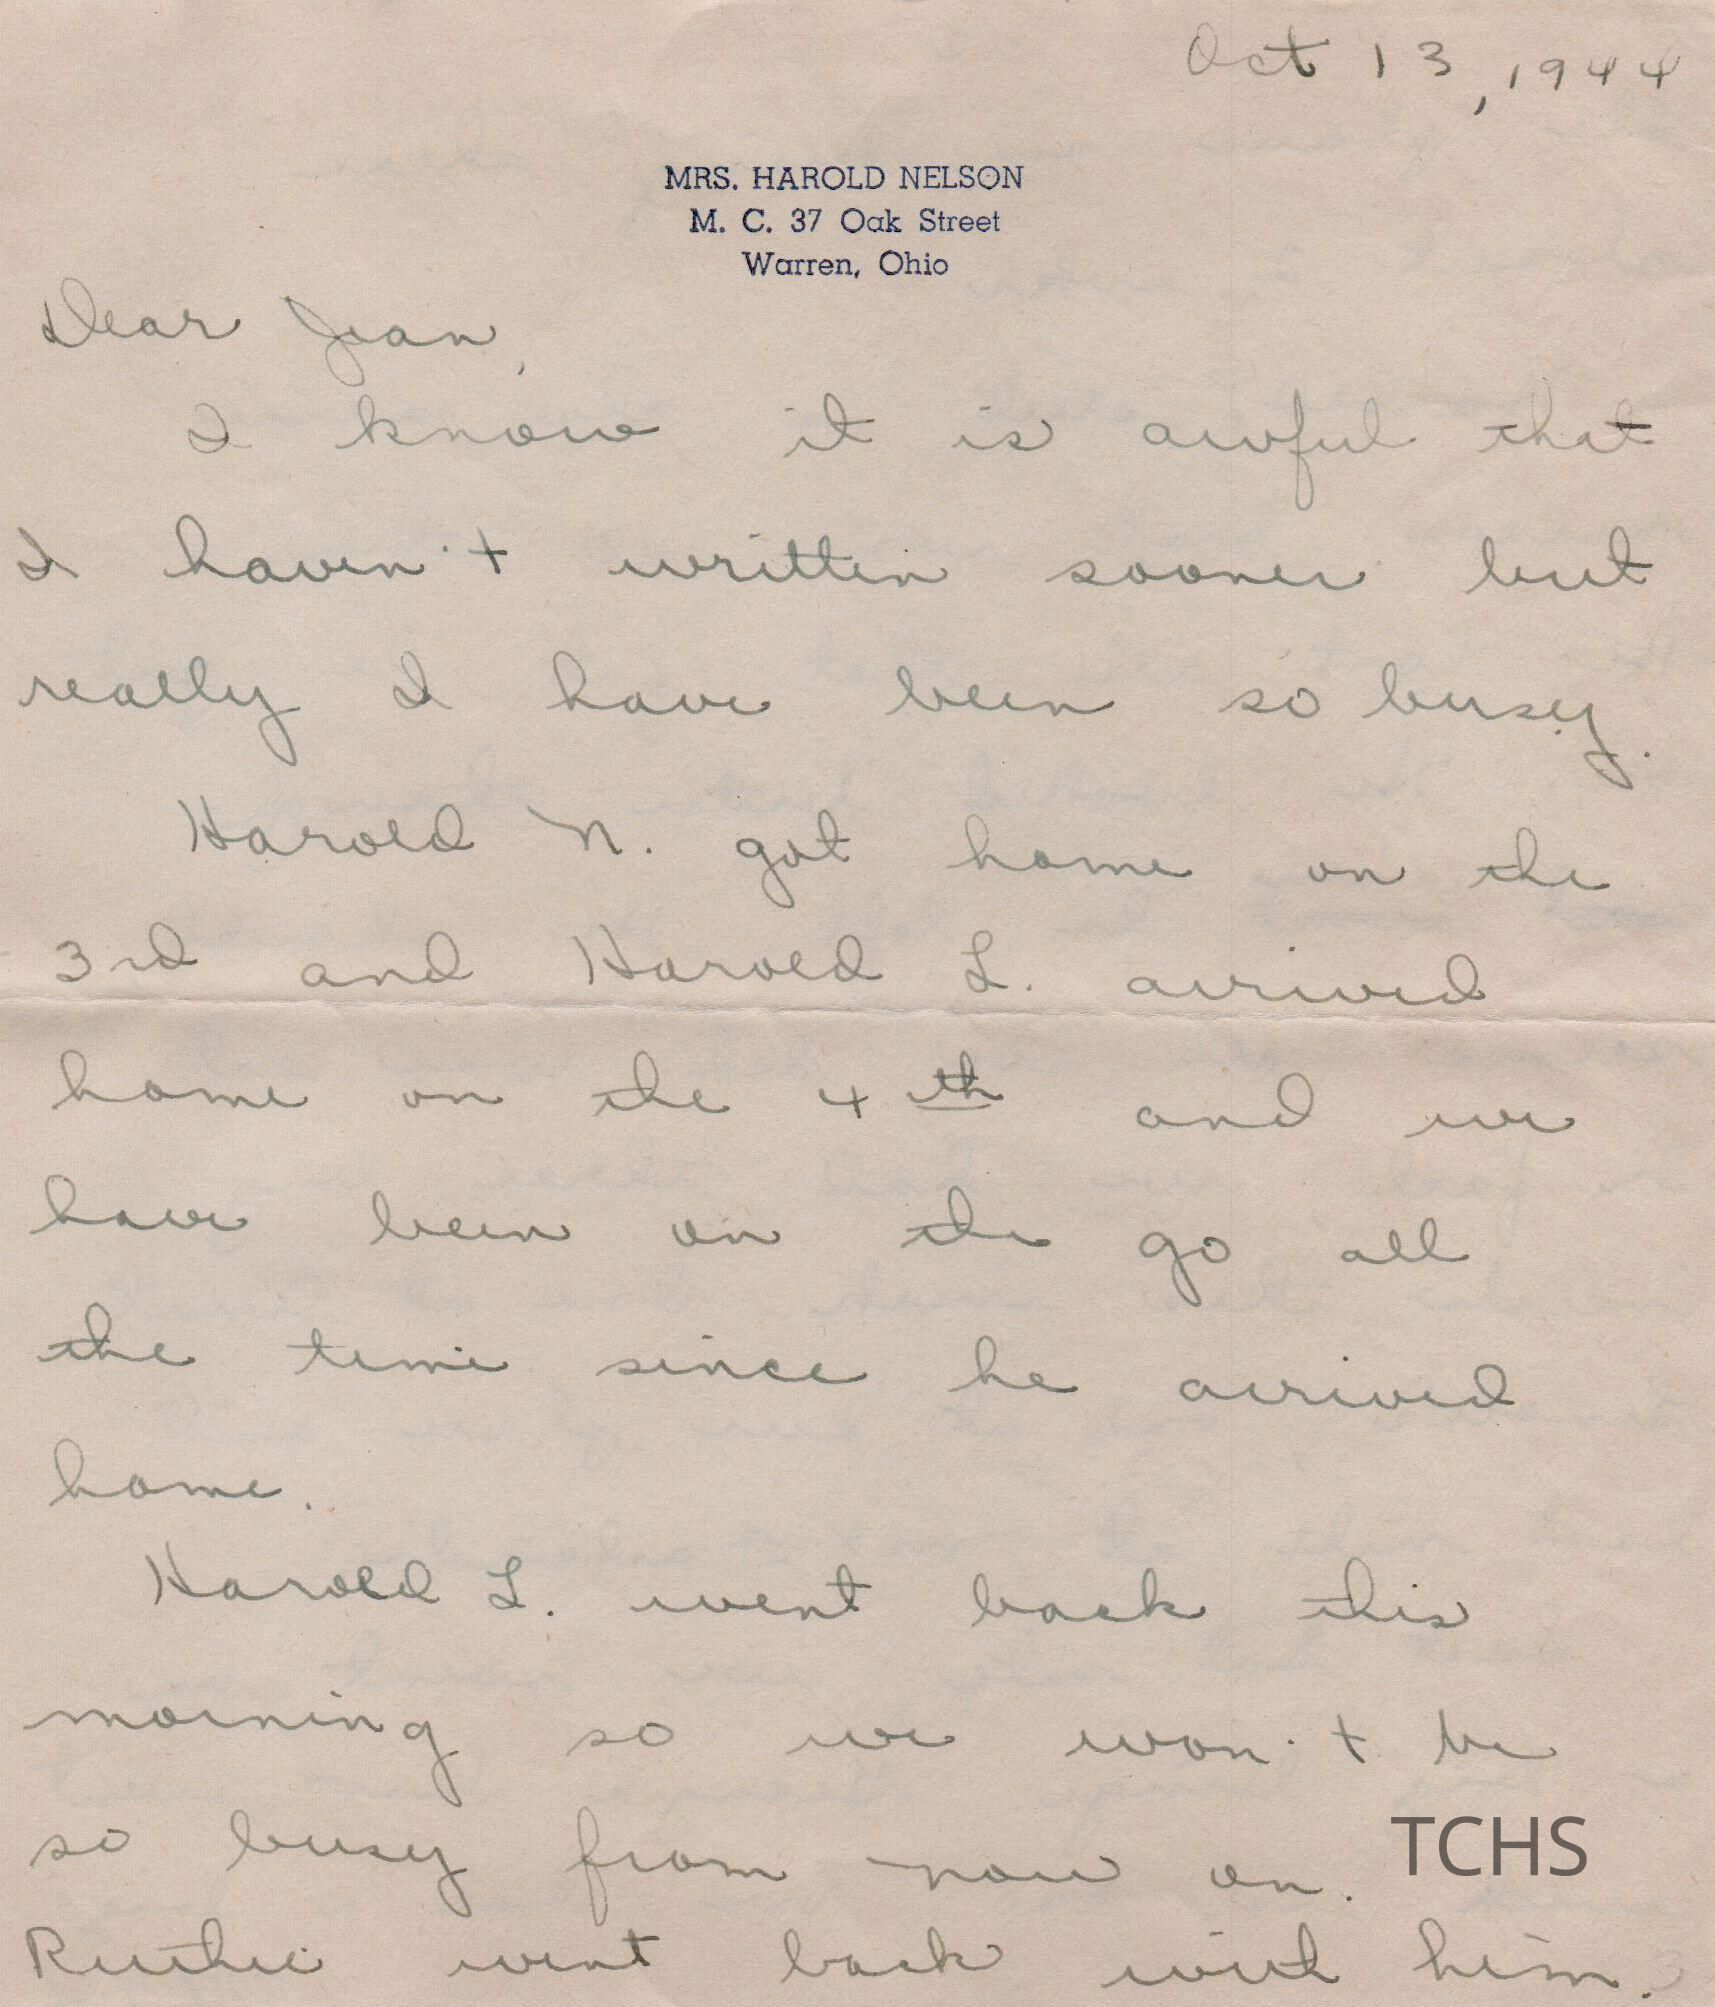 Oct 13, 1944
MRS. HAROLD NELSON
M. C. 37 Oak Street
Warren, Ohio
Dear Jean,
I know it is awful that
I haven't written sooner but
really I have been so busy.
Harold N. got home on the
3rd and Harold L. arrived
home on the 4th and we
have been on the go all
the time since he arrived
home.
Harold L. went back this
morning so we won't be
so busy from now on.
TCHS
Ruthie went back with him.